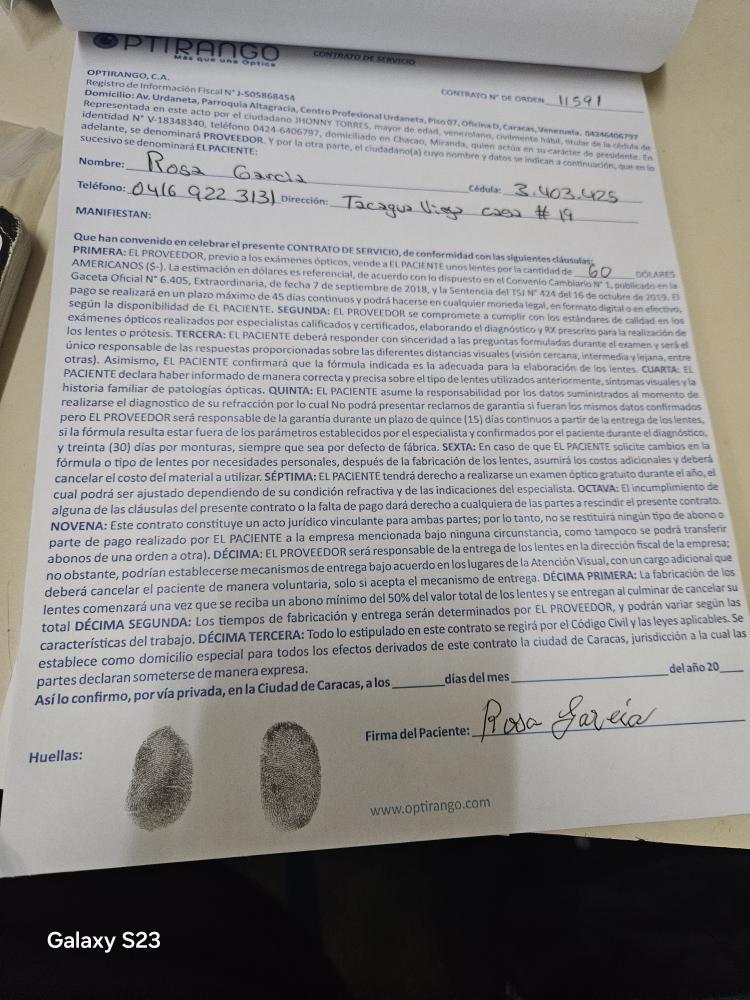 OPTIRANGO
Más que una Óptica
CONTRATO DE SERVICIO
OPTIRANGO, C.A.
Registro de Información Fiscal N° J-505868454
CONTRATO N° DE ORDEN 11591
Domicilio: Av. Urdaneta, Parroquia Altagracia, Centro Profesional Urdaneta, Piso 07, Oficina D, Caracas, Venezuela. 04246406797
Representada en este acto por el ciudadano JHONNY TORRES, mayor de edad, venezolano, civilmente hábil, titular de la cédula de
identidad N° V-18348340, teléfono 0424-6406797, domiciliado en Chacao, Miranda, quien actúa en su carácter de presidente. En
adelante, se denominará PROVEEDOR. Y por la parte, el ciudadano(a) cuyo nombre y datos se indican a continuación, que en lo
sucesivo se denominará EL PACIENTE:
Nombre: Rosa Garcia Cédula: 3.403.425
Teléfono: 0416 922 3131 Dirección: Tacagua Vieja casa # 19
MANIFIESTAN:
Que han convenido en celebrar el presente CONTRATO DE SERVICIO, de conformidad con las siguientes cláusulas:
PRIMERA: EL PROVEEDOR, previo a los exámenes ópticos, vende a EL PACIENTE unos lentes por la cantidad de 60 DÓLARES
AMERICANOS ($-). La estimación en dólares es referencial, de acuerdo con lo dispuesto en el Convenio Cambiario N° 1, publicado en la
Gaceta Oficial N° 6.405, Extraordinaria, de fecha 7 de septiembre de 2018, y la Sentencia del TSJ N° 424 del 16 de octubre de 2019. El
pago se realizará en un plazo máximo de 45 días continuos y podrá hacerse en cualquier moneda legal, en formato digital o en efectivo,
según la disponibilidad de EL PACIENTE. SEGUNDA: EL PROVEEDOR se compromete a cumplir con los estándares de calidad en los
exámenes ópticos realizados por especialistas calificados y certificados, elaborando el diagnóstico y RX prescrito para la realización de
los lentes o prótesis. TERCERA: EL PACIENTE deberá responder con sinceridad a las preguntas formuladas durante el examen y será el
único responsable de las respuestas proporcionadas sobre las diferentes distancias visuales (visión cercana, intermedia y lejana, entre
otras). Asimismo, EL PACIENTE confirmará que la fórmula indicada es la adecuada para la elaboración de los lentes. CUARTA: EL
PACIENTE declara haber informado de manera correcta y precisa sobre el tipo de lentes utilizados anteriormente, síntomas visuales y la
historia familiar de patologías ópticas. QUINTA: EL PACIENTE asume la responsabilidad por los datos suministrados al momento de
realizarse el diagnostico de su refracción por lo cual No podrá presentar reclamos de garantía si fueran los mismos datos confirmados
pero EL PROVEEDOR será responsable de la garantía durante un plazo de quince (15) días continuos a partir de la entrega de los lentes,
si la fórmula resulta estar fuera de los parámetros establecidos por el especialista y confirmados por el paciente durante el diagnóstico,
y treinta (30) días por monturas, siempre que sea por defecto de fábrica. SEXTA: En caso de que EL PACIENTE solicite cambios en la
fórmula o tipo de lentes por necesidades personales, después de la fabricación de los lentes, asumirá los costos adicionales y deberá
cancelar el costo del material a utilizar. SÉPTIMA: EL PACIENTE tendrá derecho a realizarse un examen óptico gratuito durante el año, el
cual podrá ser ajustado dependiendo de su condición refractiva y de las indicaciones del especialista. OCTAVA: El incumplimiento de
alguna de las cláusulas del presente contrato o la falta de pago dará derecho a cualquiera de las partes a rescindir el presente contrato.
NOVENA: Este contrato constituye un acto jurídico vinculante para ambas partes; por lo tanto, no se restituirá ningún tipo de abono o
parte de pago realizado por EL PACIENTE a la empresa mencionada bajo ninguna circunstancia, como tampoco se podrá transferir
abonos de una orden a otra). DÉCIMA: EL PROVEEDOR será responsable de la entrega de los lentes en la dirección fiscal de la empresa;
no obstante, podrían establecerse mecanismos de entrega bajo acuerdo en los lugares de la Atención Visual, con un cargo adicional que
deberá cancelar el paciente de manera voluntaria, solo si acepta el mecanismo de entrega. DÉCIMA PRIMERA: La fabricación de los
lentes comenzará una vez que se reciba un abono mínimo del 50% del valor total de los lentes y se entregan al culminar de cancelar su
total DÉCIMA SEGUNDA: Los tiempos de fabricación y entrega serán determinados por EL PROVEEDOR, y podrán variar según las
características del trabajo. DÉCIMA TERCERA: Todo lo estipulado en este contrato se regirá por el Código Civil y las leyes aplicables. Se
establece como domicilio especial para todos los efectos derivados de este contrato la ciudad de Caracas, jurisdicción a la cual las
partes declaran someterse de manera expresa.
Así lo confirmo, por vía privada, en la Ciudad de Caracas, a los ______ días del mes ______ del año 20___
Firma del Paciente: Rosa García
Huellas:
www.optirango.com
Galaxy S23